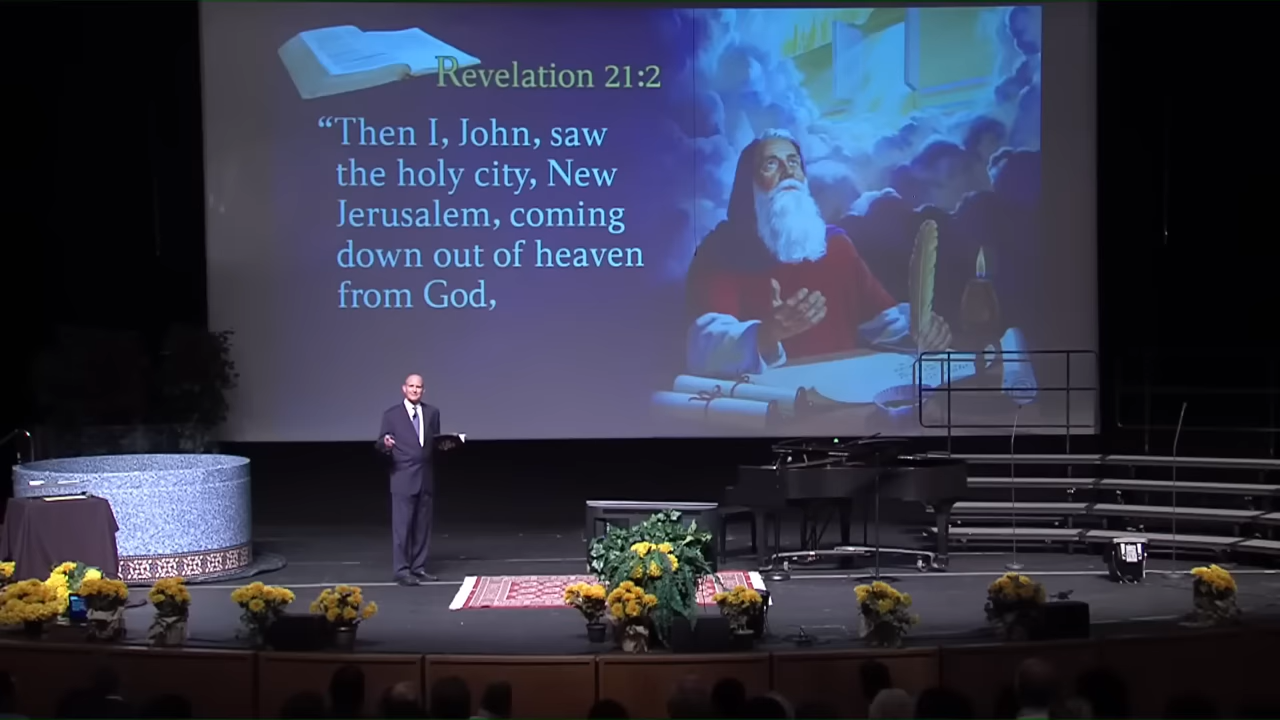 Revelation 21:2
“Then I, John, saw
the holy city, New
Jerusalem, coming
down out of heaven
from God,